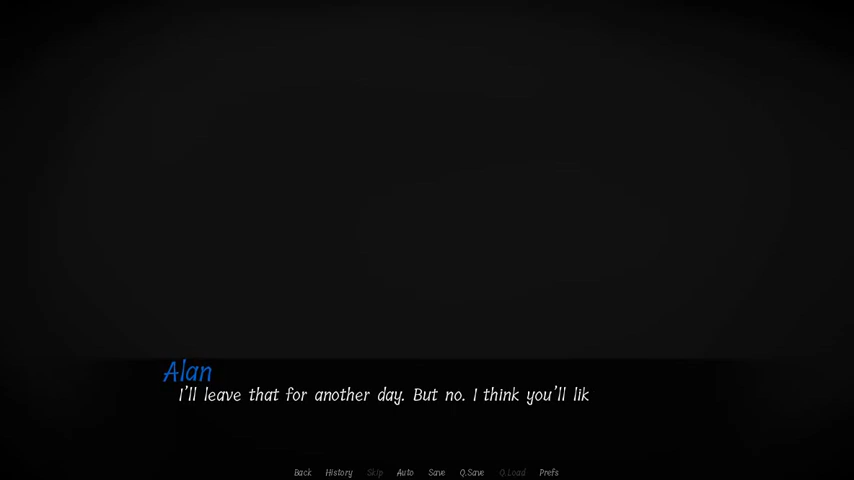 Alan
I'll leave that for another day. But no. I think you'll lik
Back History Skip Auto Save Q.Save Q.Load Prefs